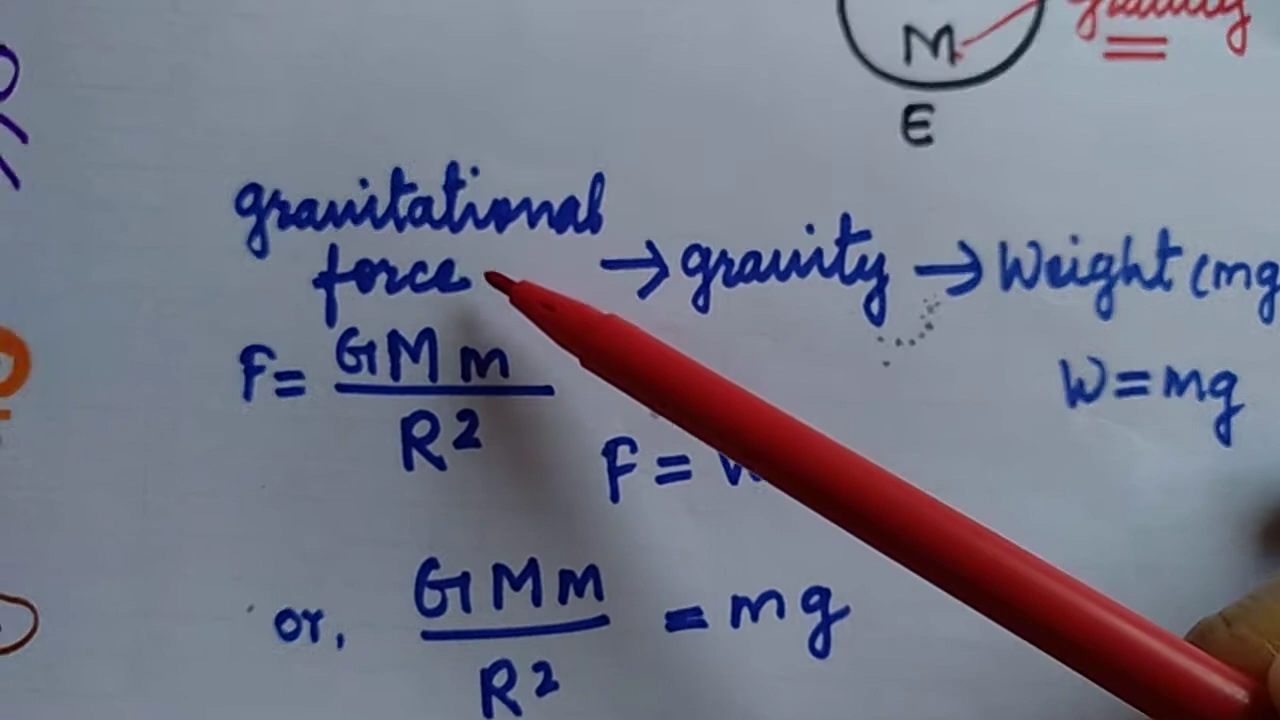 gravity
M
E
gravitational
force → gravity → Weight (mg
F = GMm
R²
W = mg
F = W
or, GMm = mg
R²